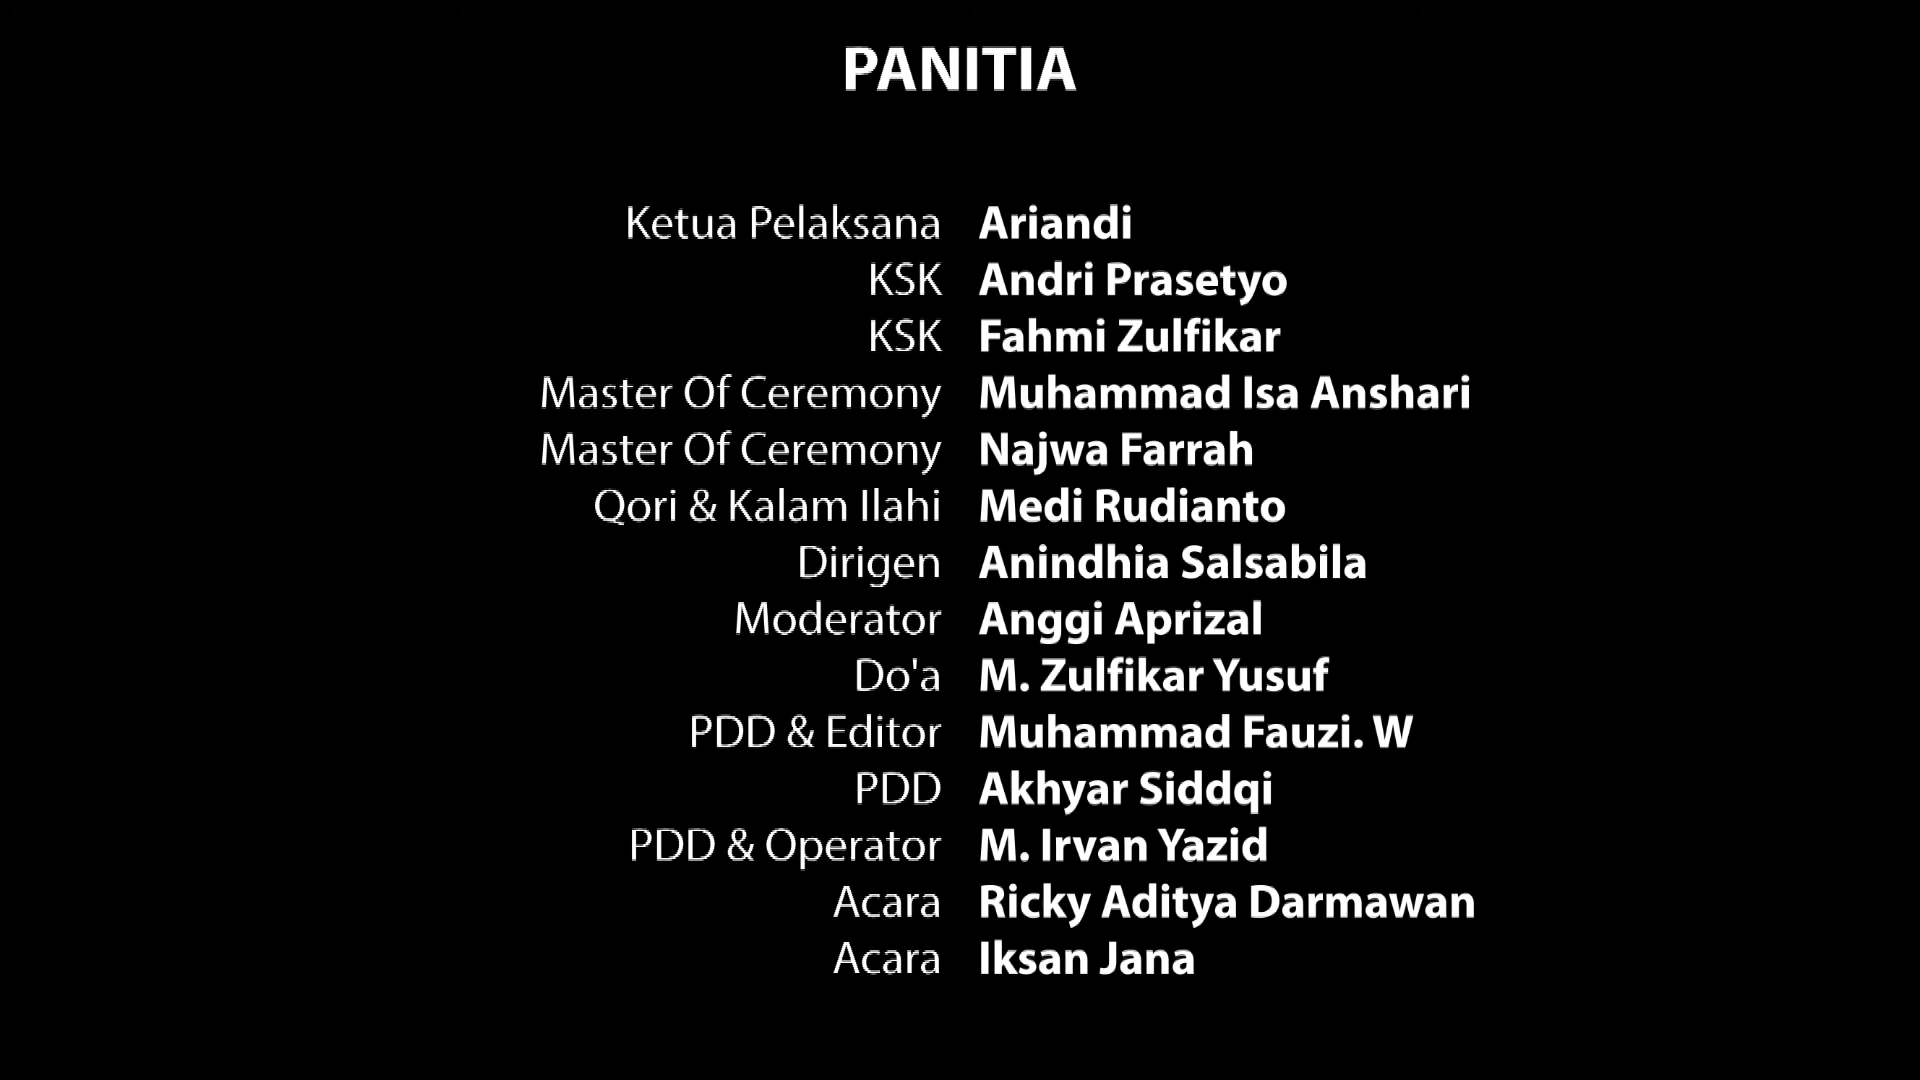 PANITIA
Ketua Pelaksana Ariandi
KSK Andri Prasetyo
KSK Fahmi Zulfikar
Master Of Ceremony Muhammad Isa Anshari
Master Of Ceremony Najwa Farrah
Qori & Kalam Ilahi Medi Rudianto
Dirigen Anindhia Salsabila
Moderator Anggi Aprizal
Do'a M. Zulfikar Yusuf
PDD & Editor Muhammad Fauzi. W
PDD Akhyar Siddqi
PDD & Operator M. Irvan Yazid
Acara Ricky Aditya Darmawan
Acara Iksan Jana